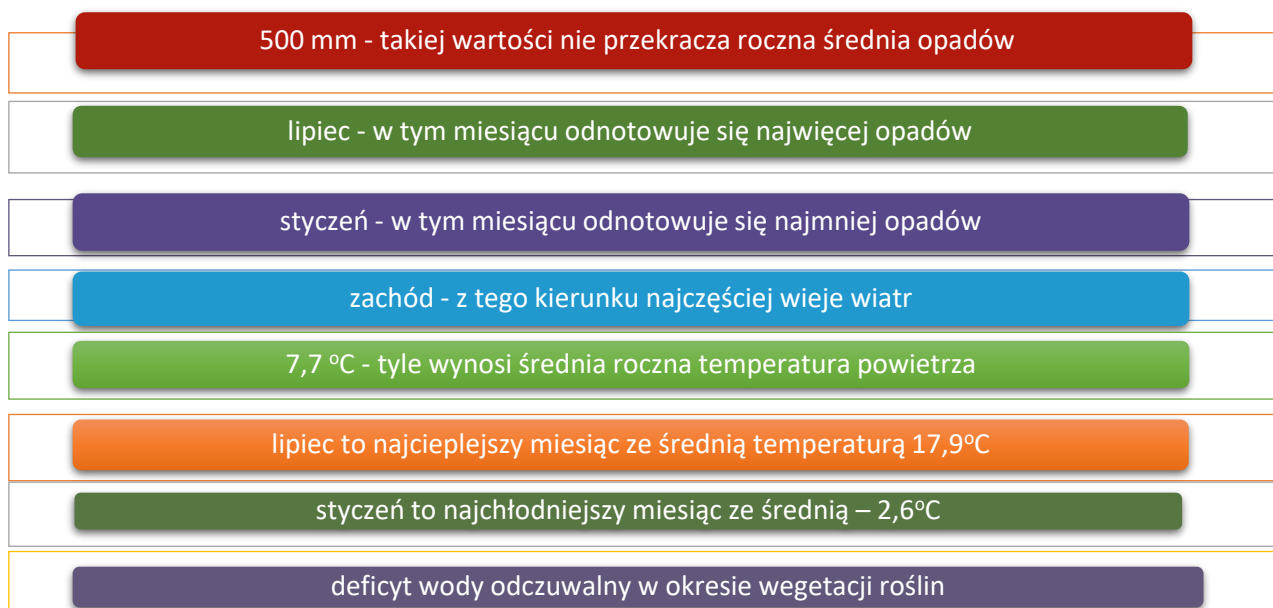 500 mm - takiej wartości nie przekracza roczna średnia opadów
lipiec - w tym miesiącu odnotowuje się najwięcej opadów
styczeń - w tym miesiącu odnotowuje się najmniej opadów
zachód - z tego kierunku najczęściej wieje wiatr
7,7 °C - tyle wynosi średnia roczna temperatura powietrza
lipiec to najcieplejszy miesiąc ze średnią temperaturą 17,9°C
styczeń to najchłodniejszy miesiąc ze średnią – 2,6°C
deficyt wody odczuwalny w okresie wegetacji roślin